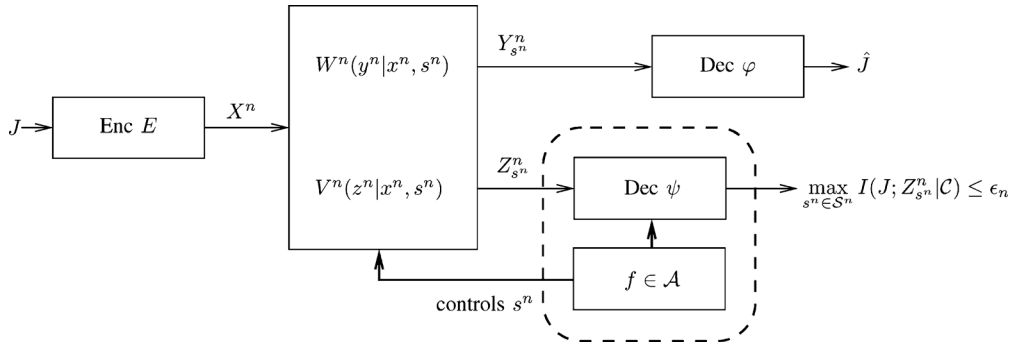 J
Enc E
X^n
W^n(y^n|x^n, s^n)
V^n(z^n|x^n, s^n)
Y^n_{s^n}
Dec φ
Ĵ
Z^n_{s^n}
Dec ψ
max_{s^n∈𝒮^n} I(J; Z^n_{s^n}|𝒞) ≤ ϵ_n
f ∈ 𝒜
controls s^n